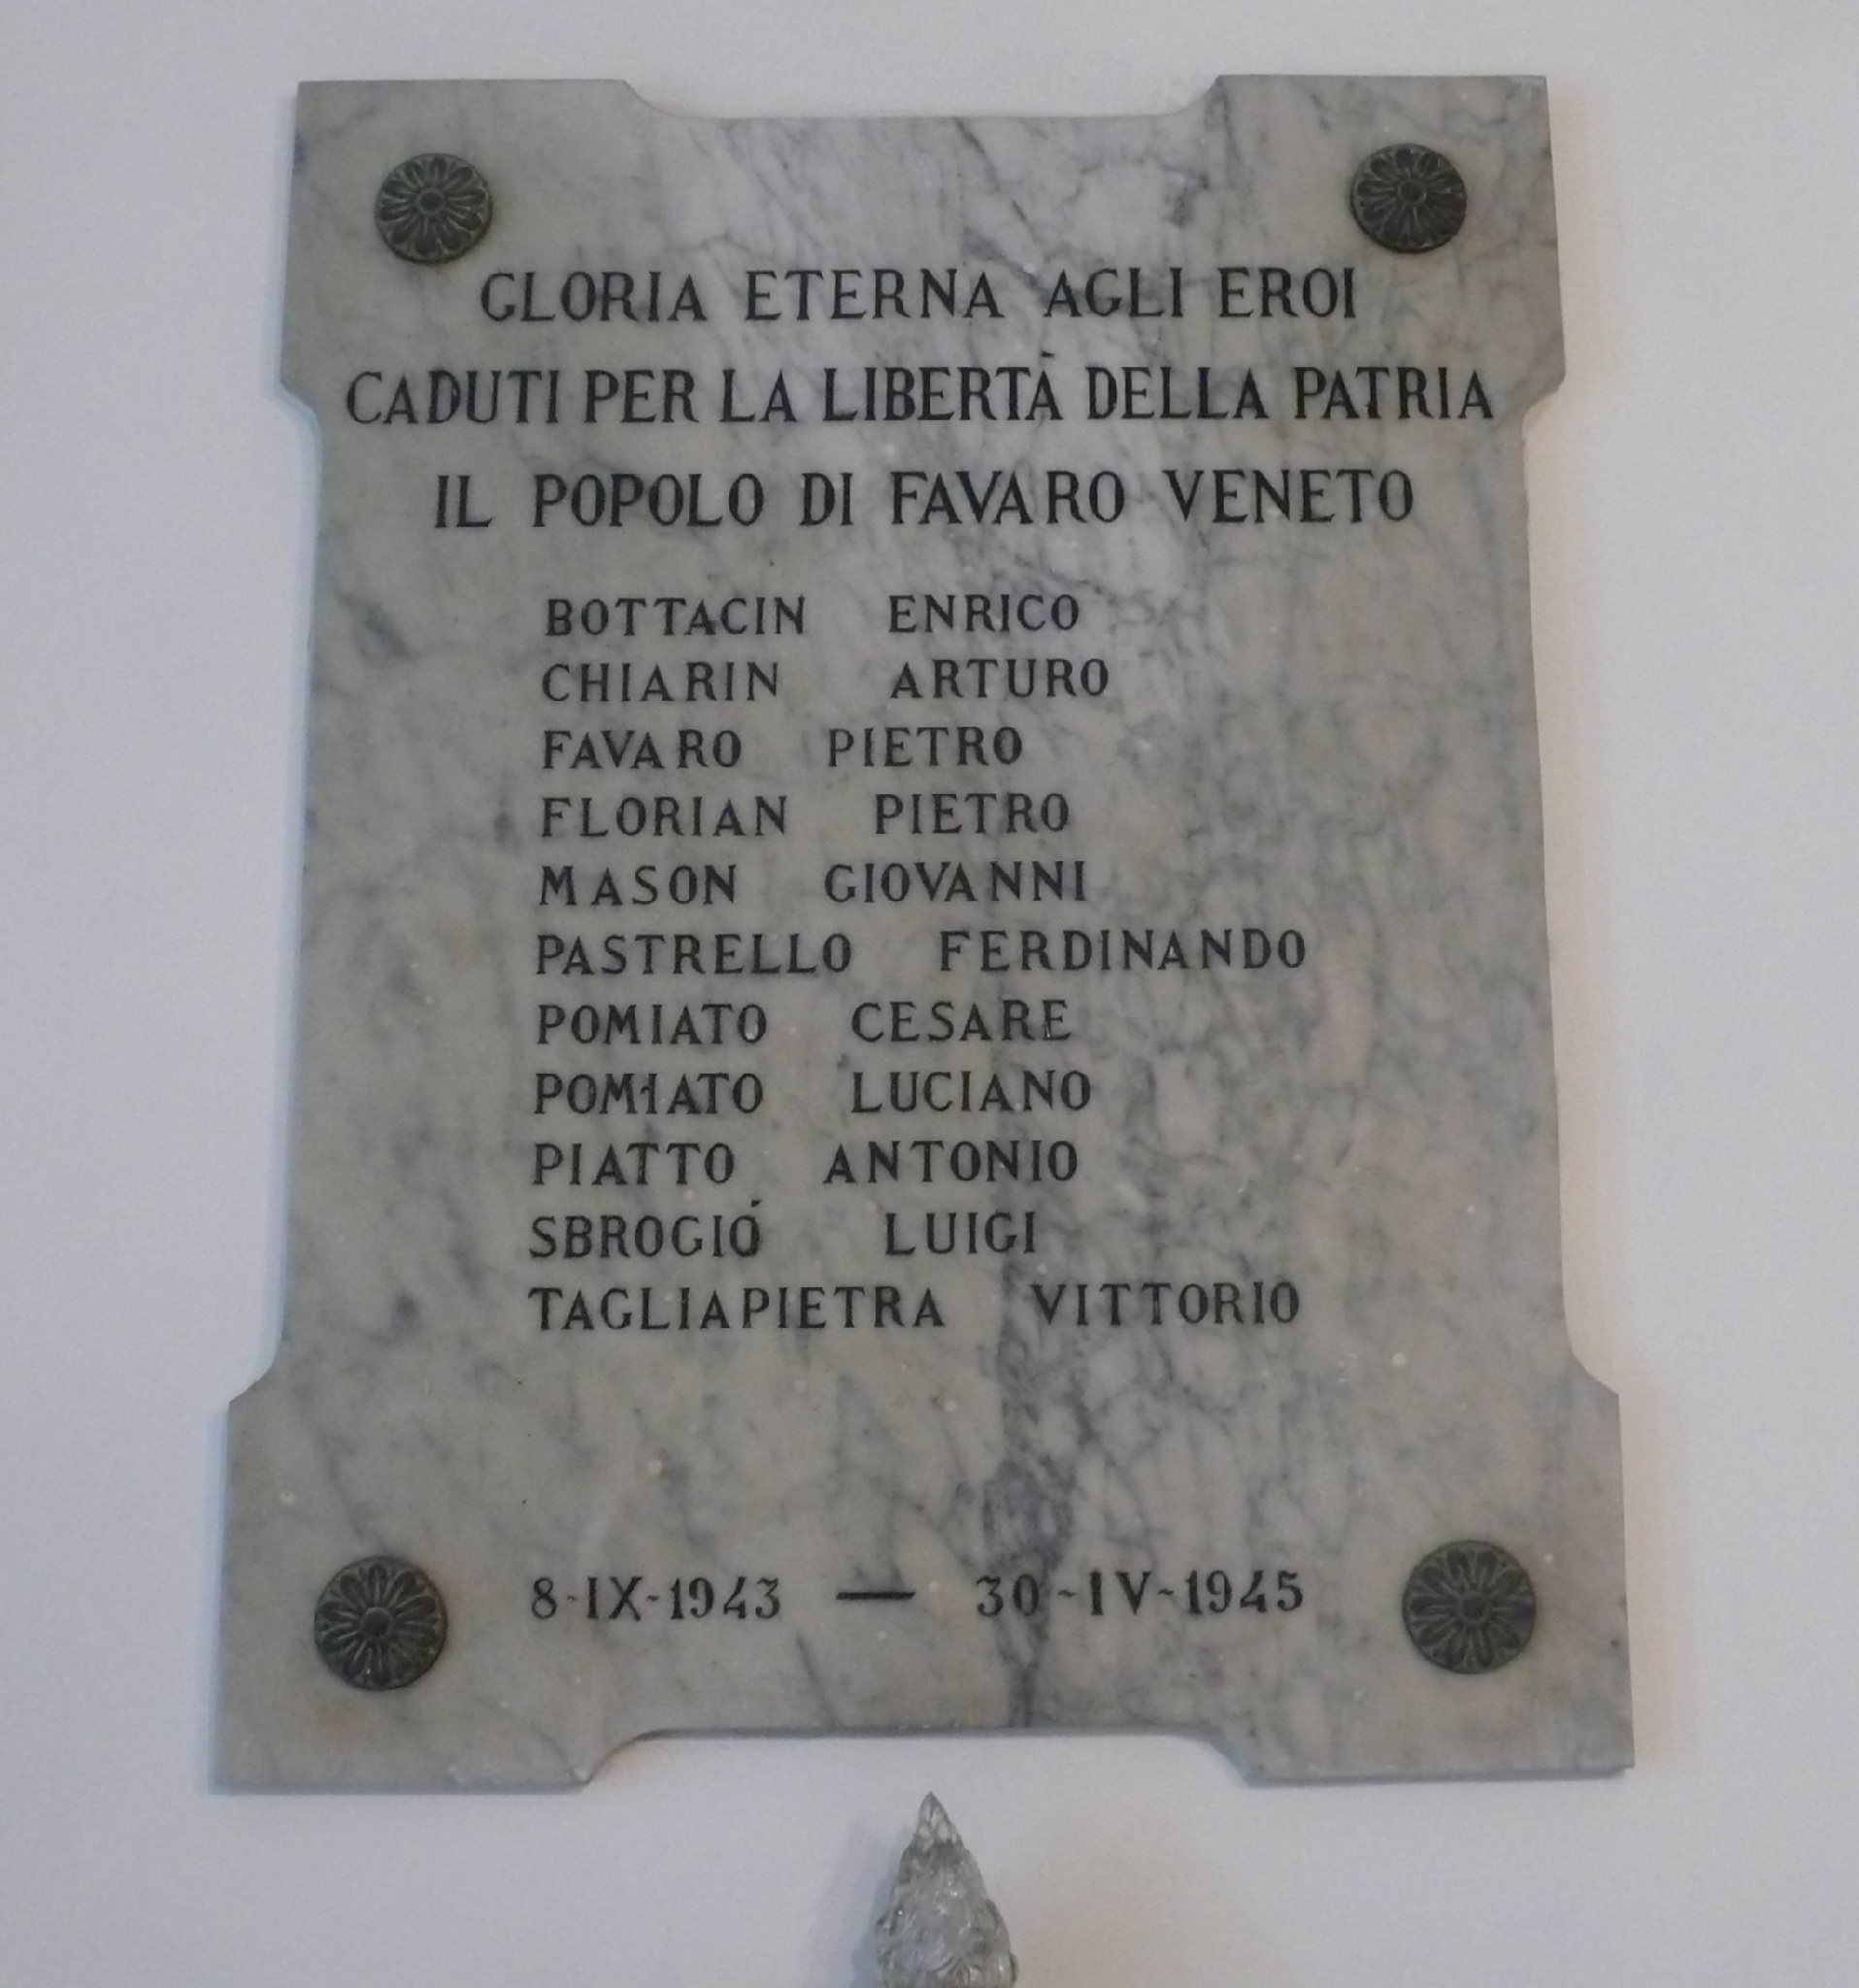 GLORIA ETERNA AGLI EROI
CADUTI PER LA LIBERTÀ DELLA PATRIA
IL POPOLO DI FAVARO VENETO
BOTTACIN ENRICO
CHIARIN ARTURO
FAVARO PIETRO
FLORIAN PIETRO
MASON GIOVANNI
PASTRELLO FERDINANDO
POMIATO CESARE
POMIATO LUCIANO
PIATTO ANTONIO
SBROGIÓ LUIGI
TAGLIAPIETRA VITTORIO
8-IX-1943 — 30-IV-1945